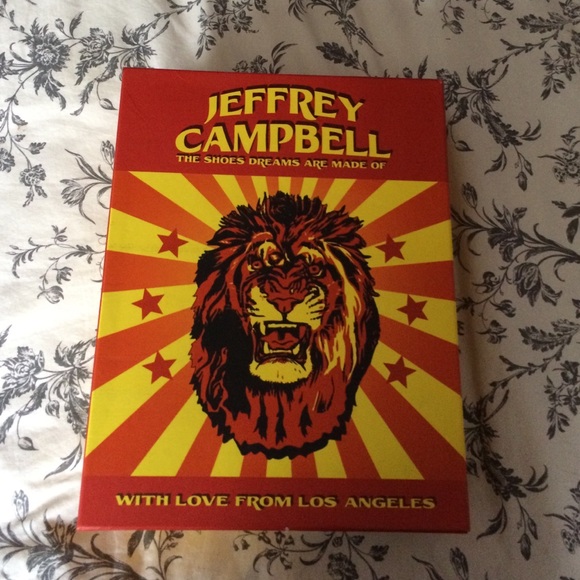 JEFFREY
CAMPBELL
THE SHOES DREAMS ARE MADE OF
WITH LOVE FROM LOS ANGELES